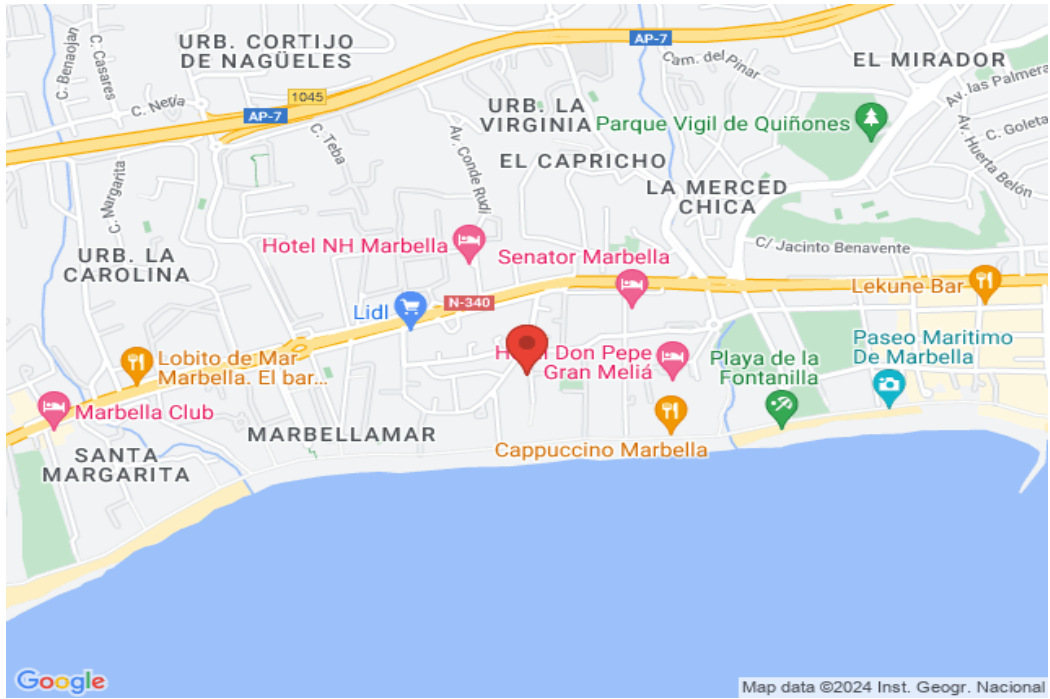 URB. CORTIJO
DE NAGÜELES
AP-7
EL MIRADOR
C. Benaojan
C. Casares
Cam. del Pinar
Av. las Palmera
1045
C. Netía
AP-7
URB. LA
VIRGINIA
Parque Vigil de Quiñones
C. Goleta
C. Treba
Av. Conde Rudi
EL CAPRICHO
Av. Huerta Belón
LA MERCED
CHICA
C. Margarita
Hotel NH Marbella
C/ Jacinto Benavente
URB. LA
CAROLINA
Senator Marbella
Lekune Bar
Lidl
N-340
Lobito de Mar
Marbella. El bar...
Don Pepe
Gran Meliá
Playa de la
Fontanilla
Paseo Maritimo
De Marbella
Marbella Club
MARBELLAMAR
Cappuccino Marbella
SANTA
MARGARITA
Google
Map data ©2024 Inst. Geogr. Nacional